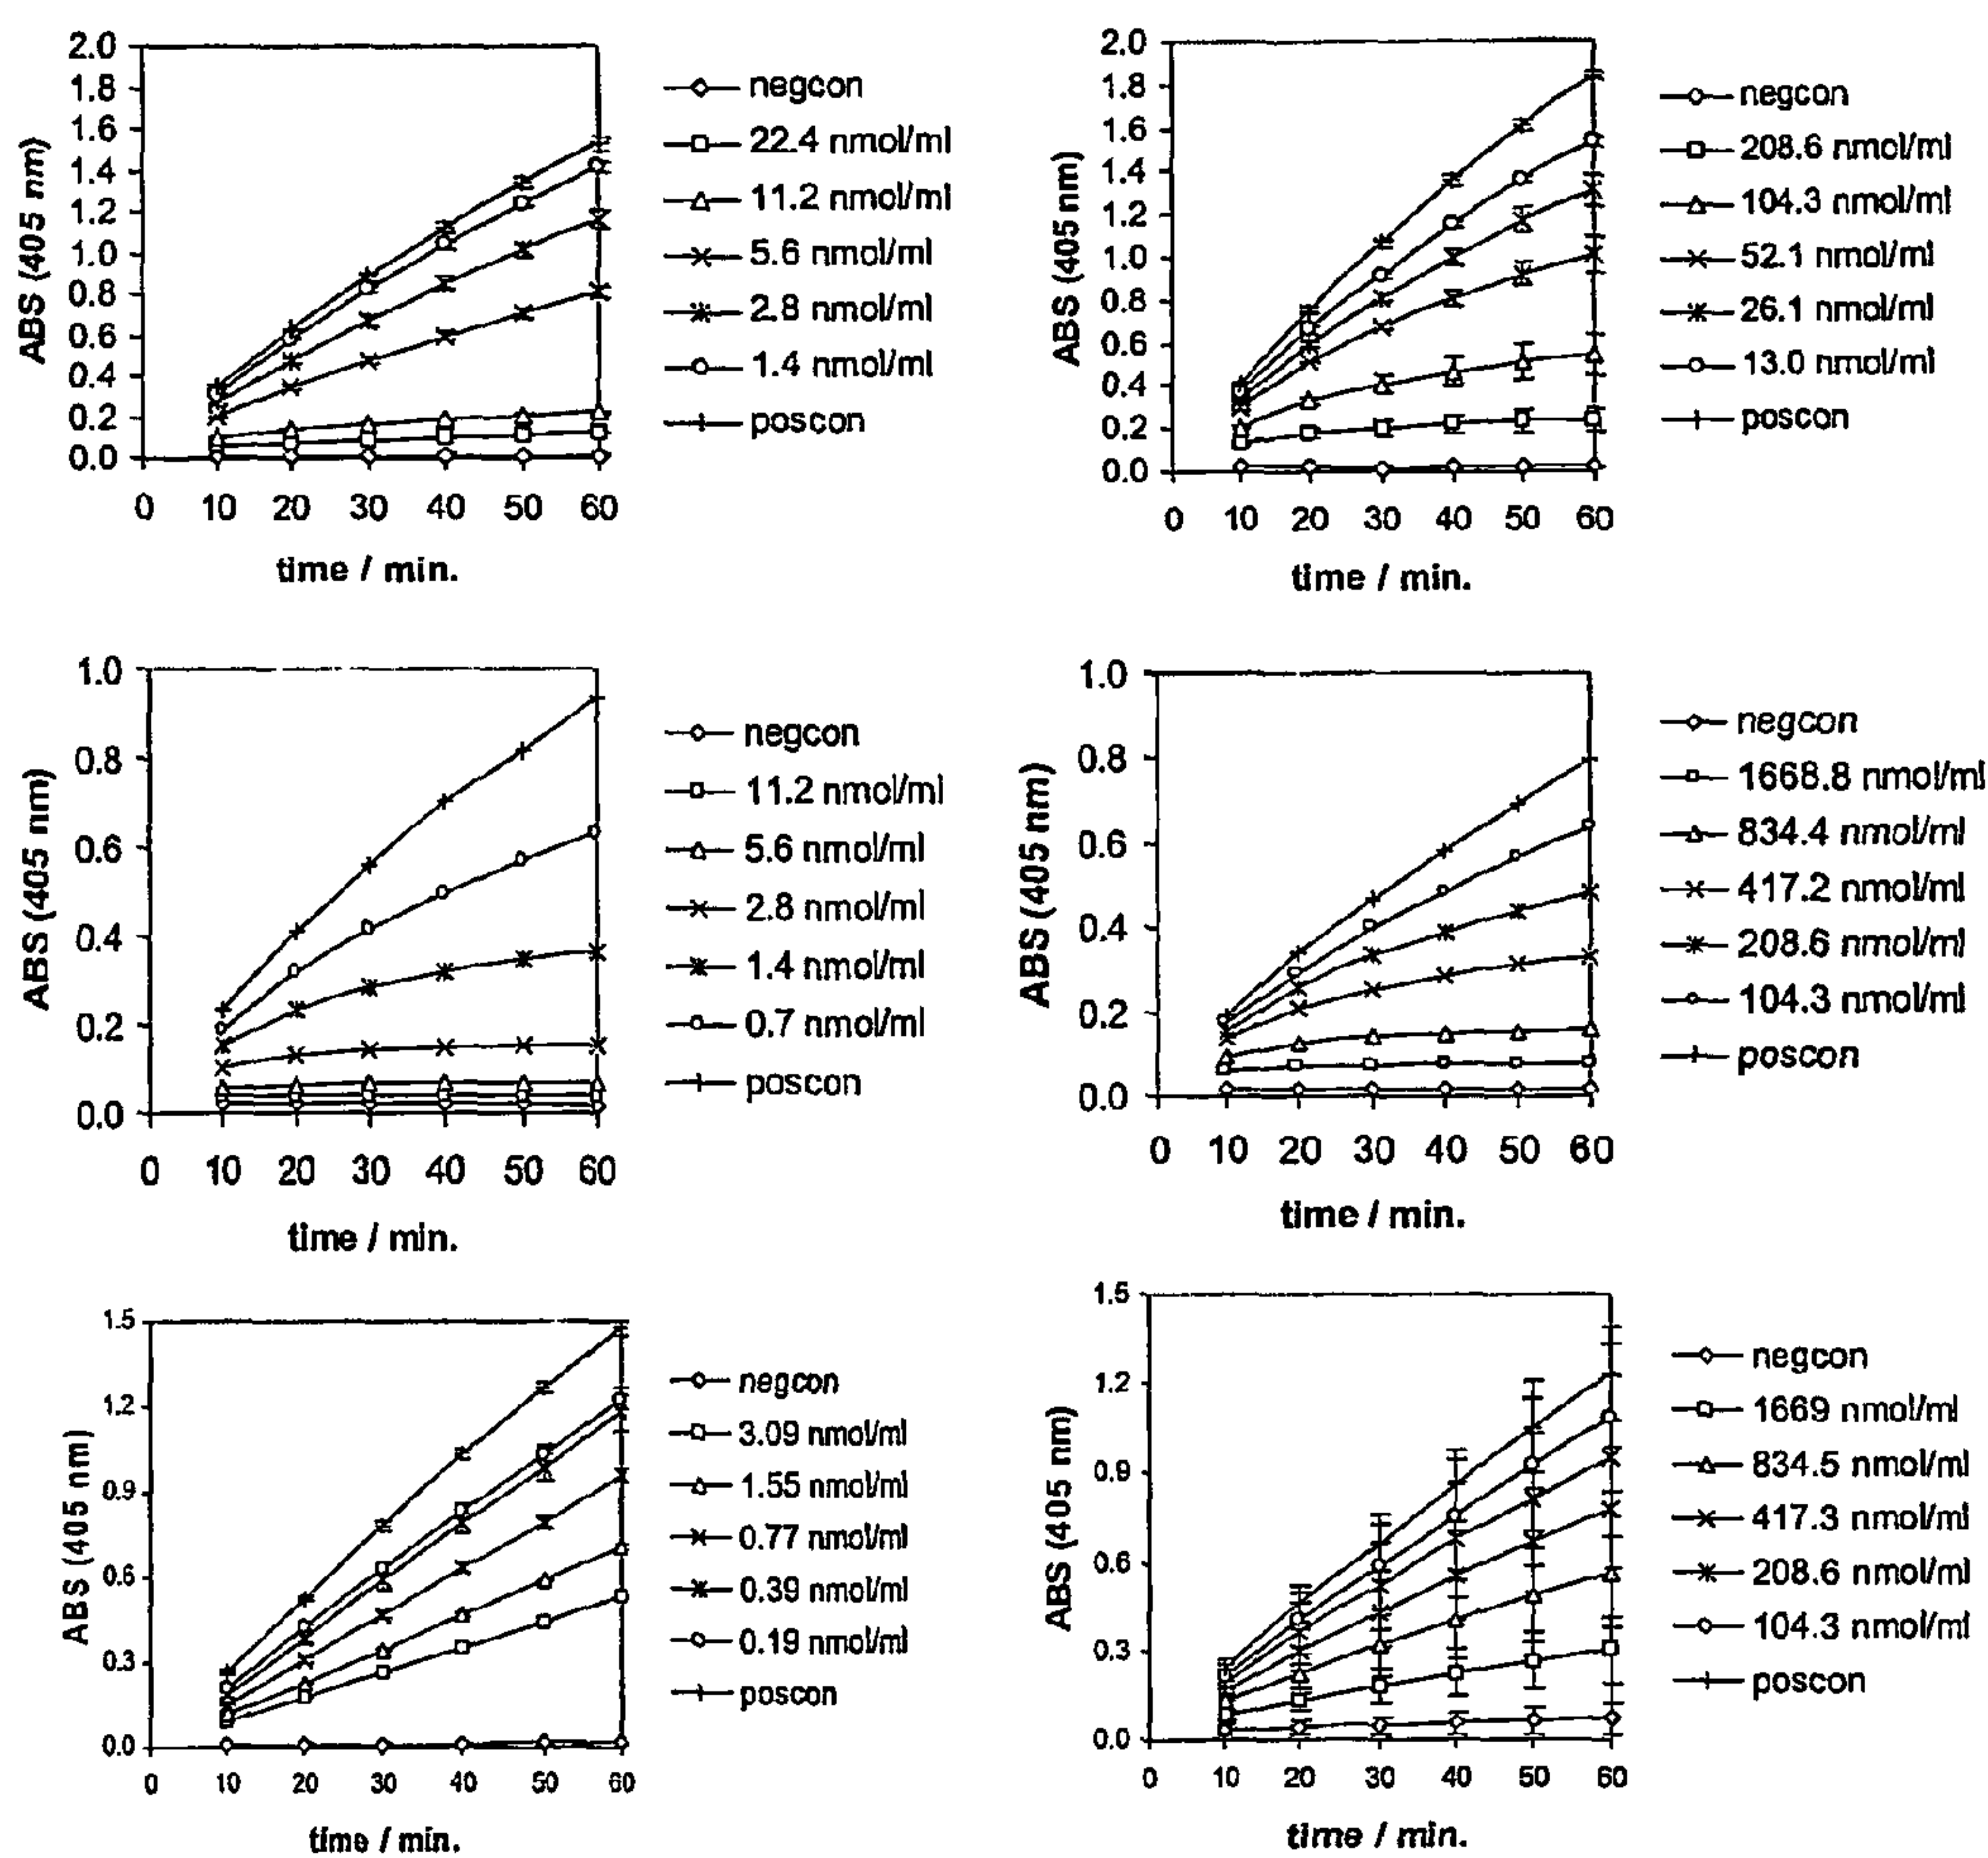 ABS (405 nm)
2.0
1.8
1.6
1.4
1.2
1.0
0.8
0.6
0.4
0.2
0.0
0 10 20 30 40 50 60
time / min.
negcon
22.4 nmol/ml
11.2 nmol/ml
5.6 nmol/ml
2.8 nmol/ml
1.4 nmol/ml
poscon
ABS (405 nm)
2.0
1.8
1.6
1.4
1.2
1.0
0.8
0.6
0.4
0.2
0.0
0 10 20 30 40 50 60
time / min.
negcon
208.6 nmol/ml
104.3 nmol/ml
52.1 nmol/ml
26.1 nmol/ml
13.0 nmol/ml
poscon
ABS (405 nm)
1.0
0.8
0.6
0.4
0.2
0.0
0 10 20 30 40 50 60
time / min.
negcon
11.2 nmol/ml
5.6 nmol/ml
2.8 nmol/ml
1.4 nmol/ml
0.7 nmol/ml
poscon
ABS (405 nm)
1.0
0.8
0.6
0.4
0.2
0.0
0 10 20 30 40 50 60
time / min.
negcon
1668.8 nmol/ml
834.4 nmol/ml
417.2 nmol/ml
208.6 nmol/ml
104.3 nmol/ml
poscon
ABS (405 nm)
1.5
1.2
0.9
0.6
0.3
0.0
0 10 20 30 40 50 60
time / min.
negcon
3.09 nmol/ml
1.55 nmol/ml
0.77 nmol/ml
0.39 nmol/ml
0.19 nmol/ml
poscon
ABS (405 nm)
1.5
1.2
0.9
0.6
0.3
0.0
0 10 20 30 40 50 60
time / min.
negcon
1669 nmol/ml
834.5 nmol/ml
417.3 nmol/ml
208.6 nmol/ml
104.3 nmol/ml
poscon